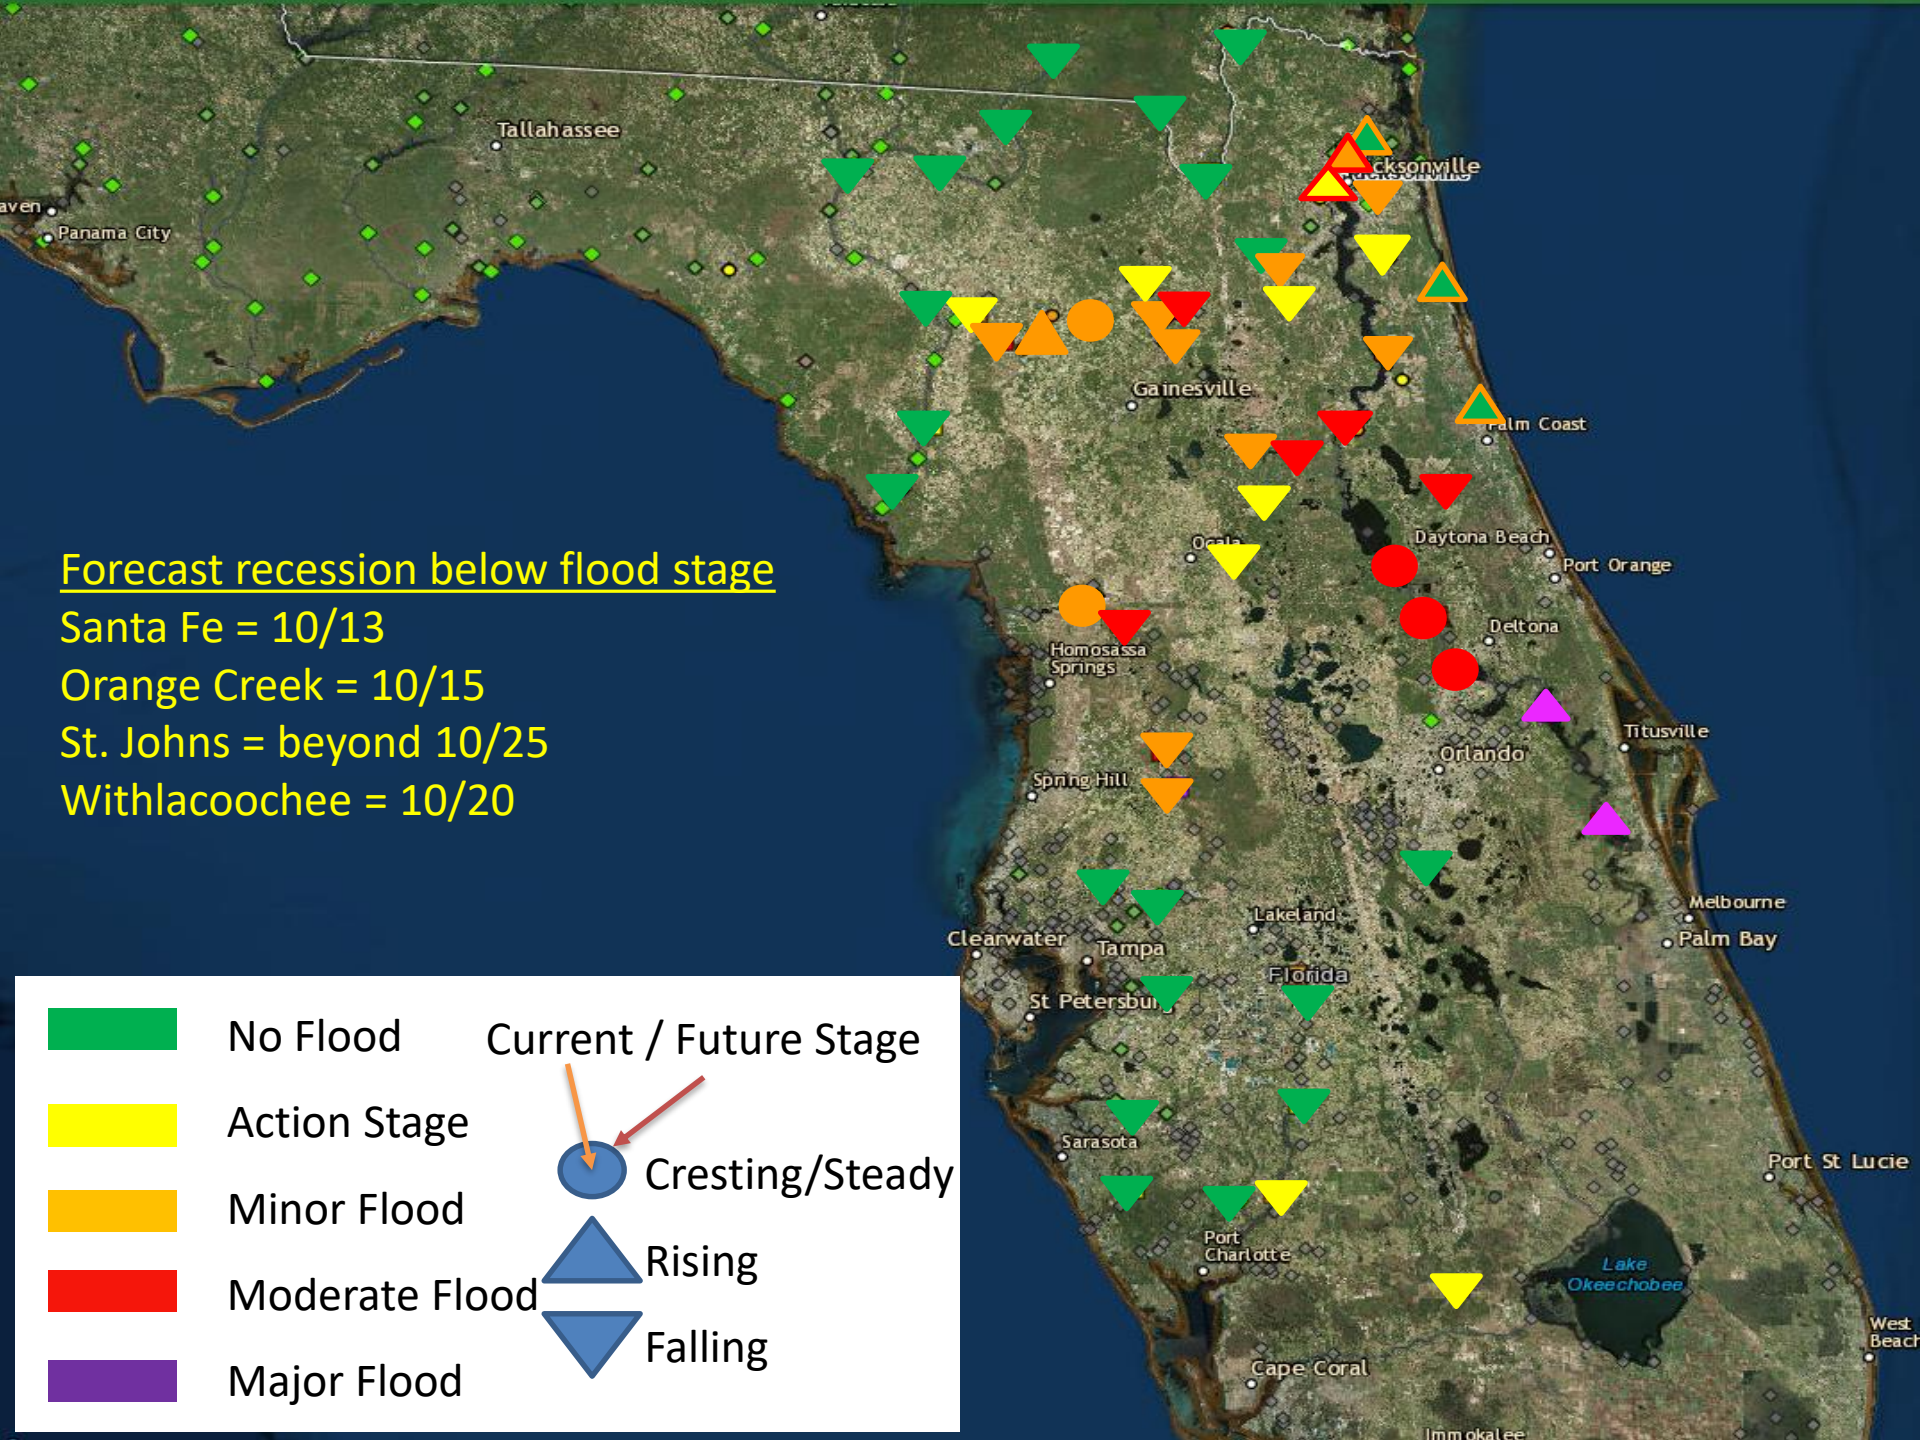 Tallahassee
cksonville
aven
Panama City
Gainesville
Palm Coast
Ocala
Daytona Beach
Port Orange
Forecast recession below flood stage
Santa Fe = 10/13
Orange Creek = 10/15
St. Johns = beyond 10/25
Withlacoochee = 10/20
Deltona
Homosassa
Springs
Titusville
Orlando
Spring Hill
Melbourne
Palm Bay
Lakeland
Clearwater
Tampa
Florida
St Petersburg
No Flood
Current / Future Stage
Action Stage
Cresting/Steady
Minor Flood
Rising
Moderate Flood
Falling
Major Flood
Sarasota
Port St Lucie
Port
Charlotte
Lake
Okeechobee
West
Beach
Cape Coral
Immokalee